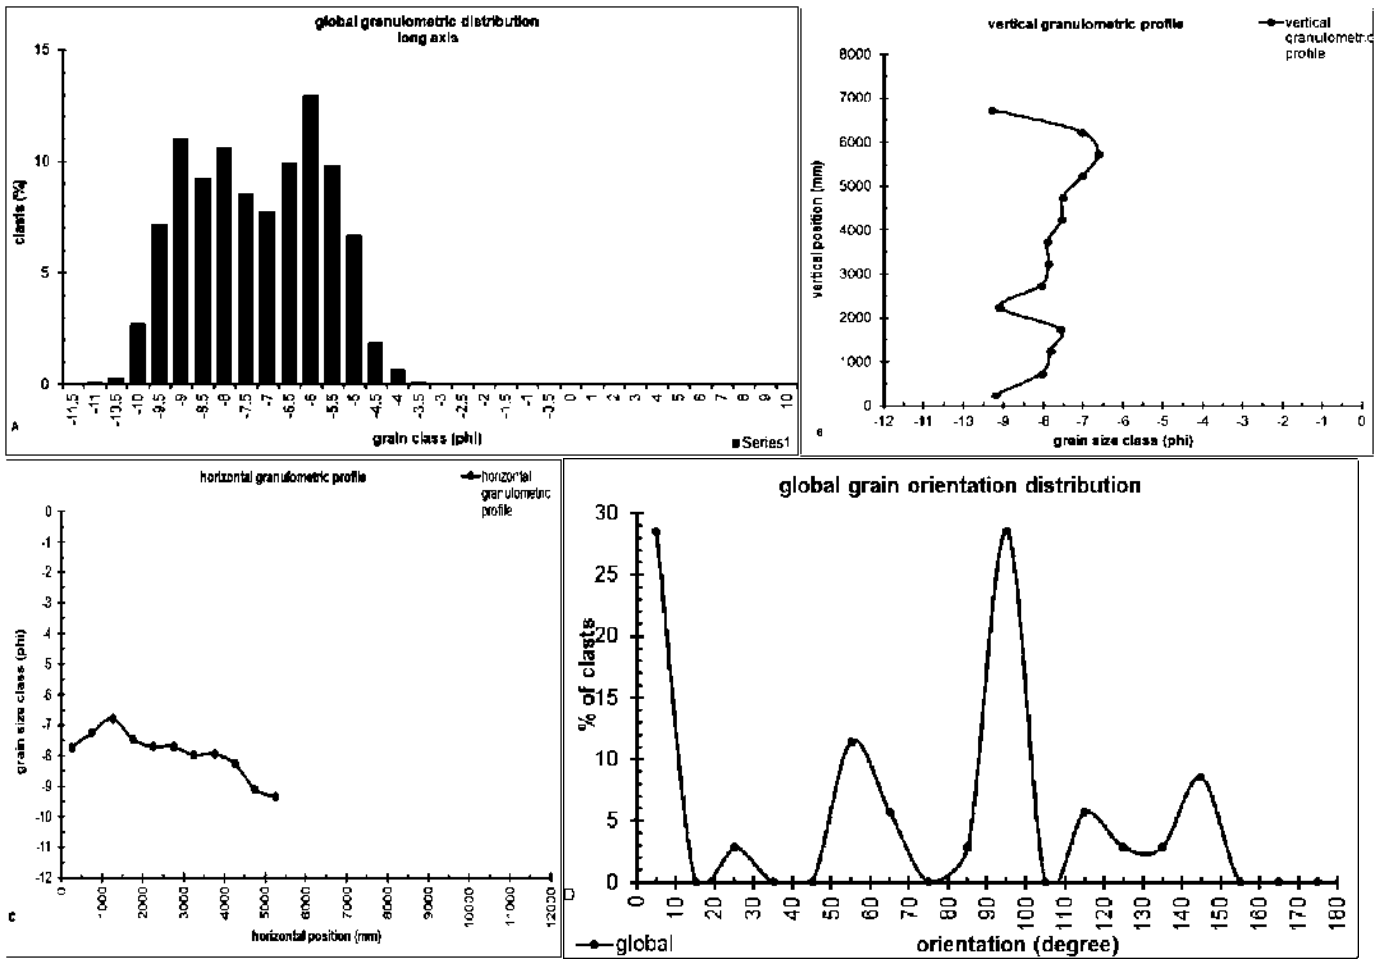 global granulometric distribution
long axis
15
10
5
0
clasts (%)
-11.5 -11 -10.5 -10 -9.5 -9 -8.5 -8 -7.5 -7 -6.5 -6 -5.5 -5 -4.5 -4 -3.5 -3 -2.5 -2 -1.5 -1 -0.5 0 1 2 3 4 5 6 7 8 9 10
grain class (phi)
A
Series1
vertical granulometric profile
vertical
granulometric
profile
8000
7000
6000
5000
4000
3000
2000
1000
0
vertical position (mm)
-12 -11 -13 -9 -8 -7 -6 -5 -4 -3 -2 -1 0
grain size class (phi)
B
horizontal granulometric profile
horizontal
granulometric
profile
0
-1
-2
-3
-4
-5
-6
-7
-8
-9
-10
-11
-12
grain size class (phi)
0 1000 2000 3000 4000 5000 6000 7000 8000 9000 10000 11000 12000
horizontal position (mm)
C
global grain orientation distribution
30
25
20
15
10
5
0
% of clasts
0 10 20 30 40 50 60 70 80 90 100 110 120 130 140 150 160 170 180
orientation (degree)
D
global